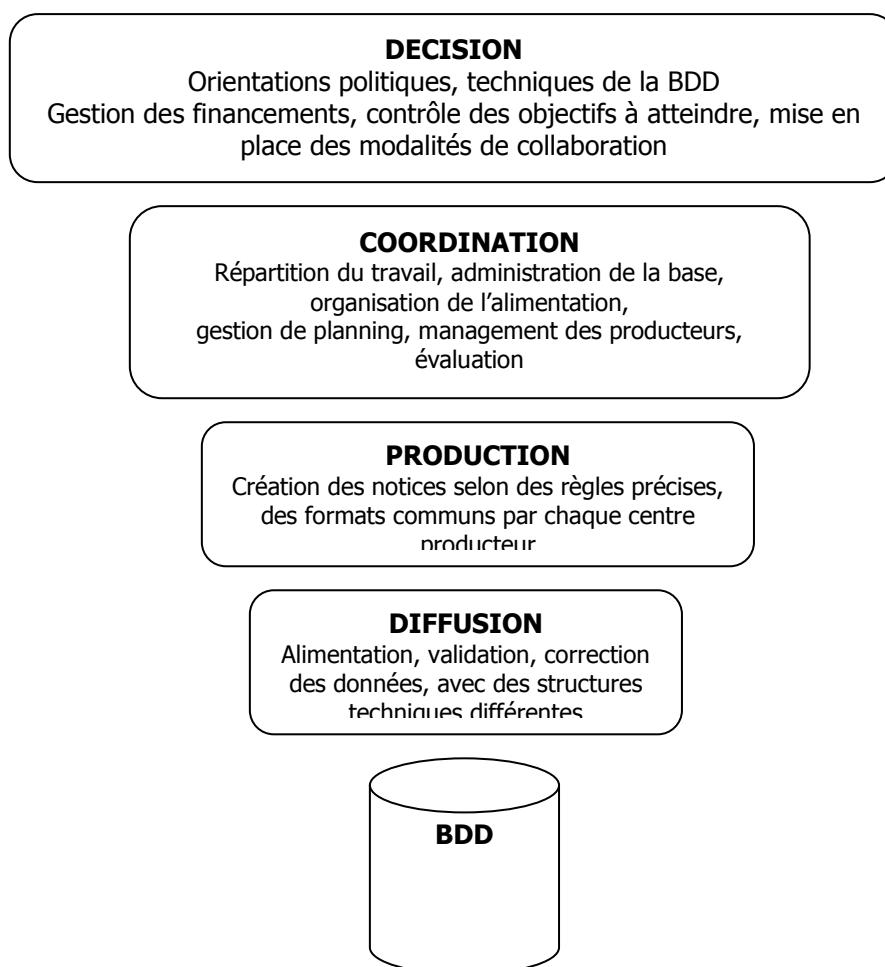 DECISION
Orientations politiques, techniques de la BDD
Gestion des financements, contrôle des objectifs à atteindre, mise en
place des modalités de collaboration
COORDINATION
Répartition du travail, administration de la base,
organisation de l’alimentation,
gestion de planning, management des producteurs,
évaluation
PRODUCTION
Création des notices selon des règles précises,
des formats communs par chaque centre
producteur
DIFFUSION
Alimentation, validation, correction
des données, avec des structures
techniques différentes
BDD